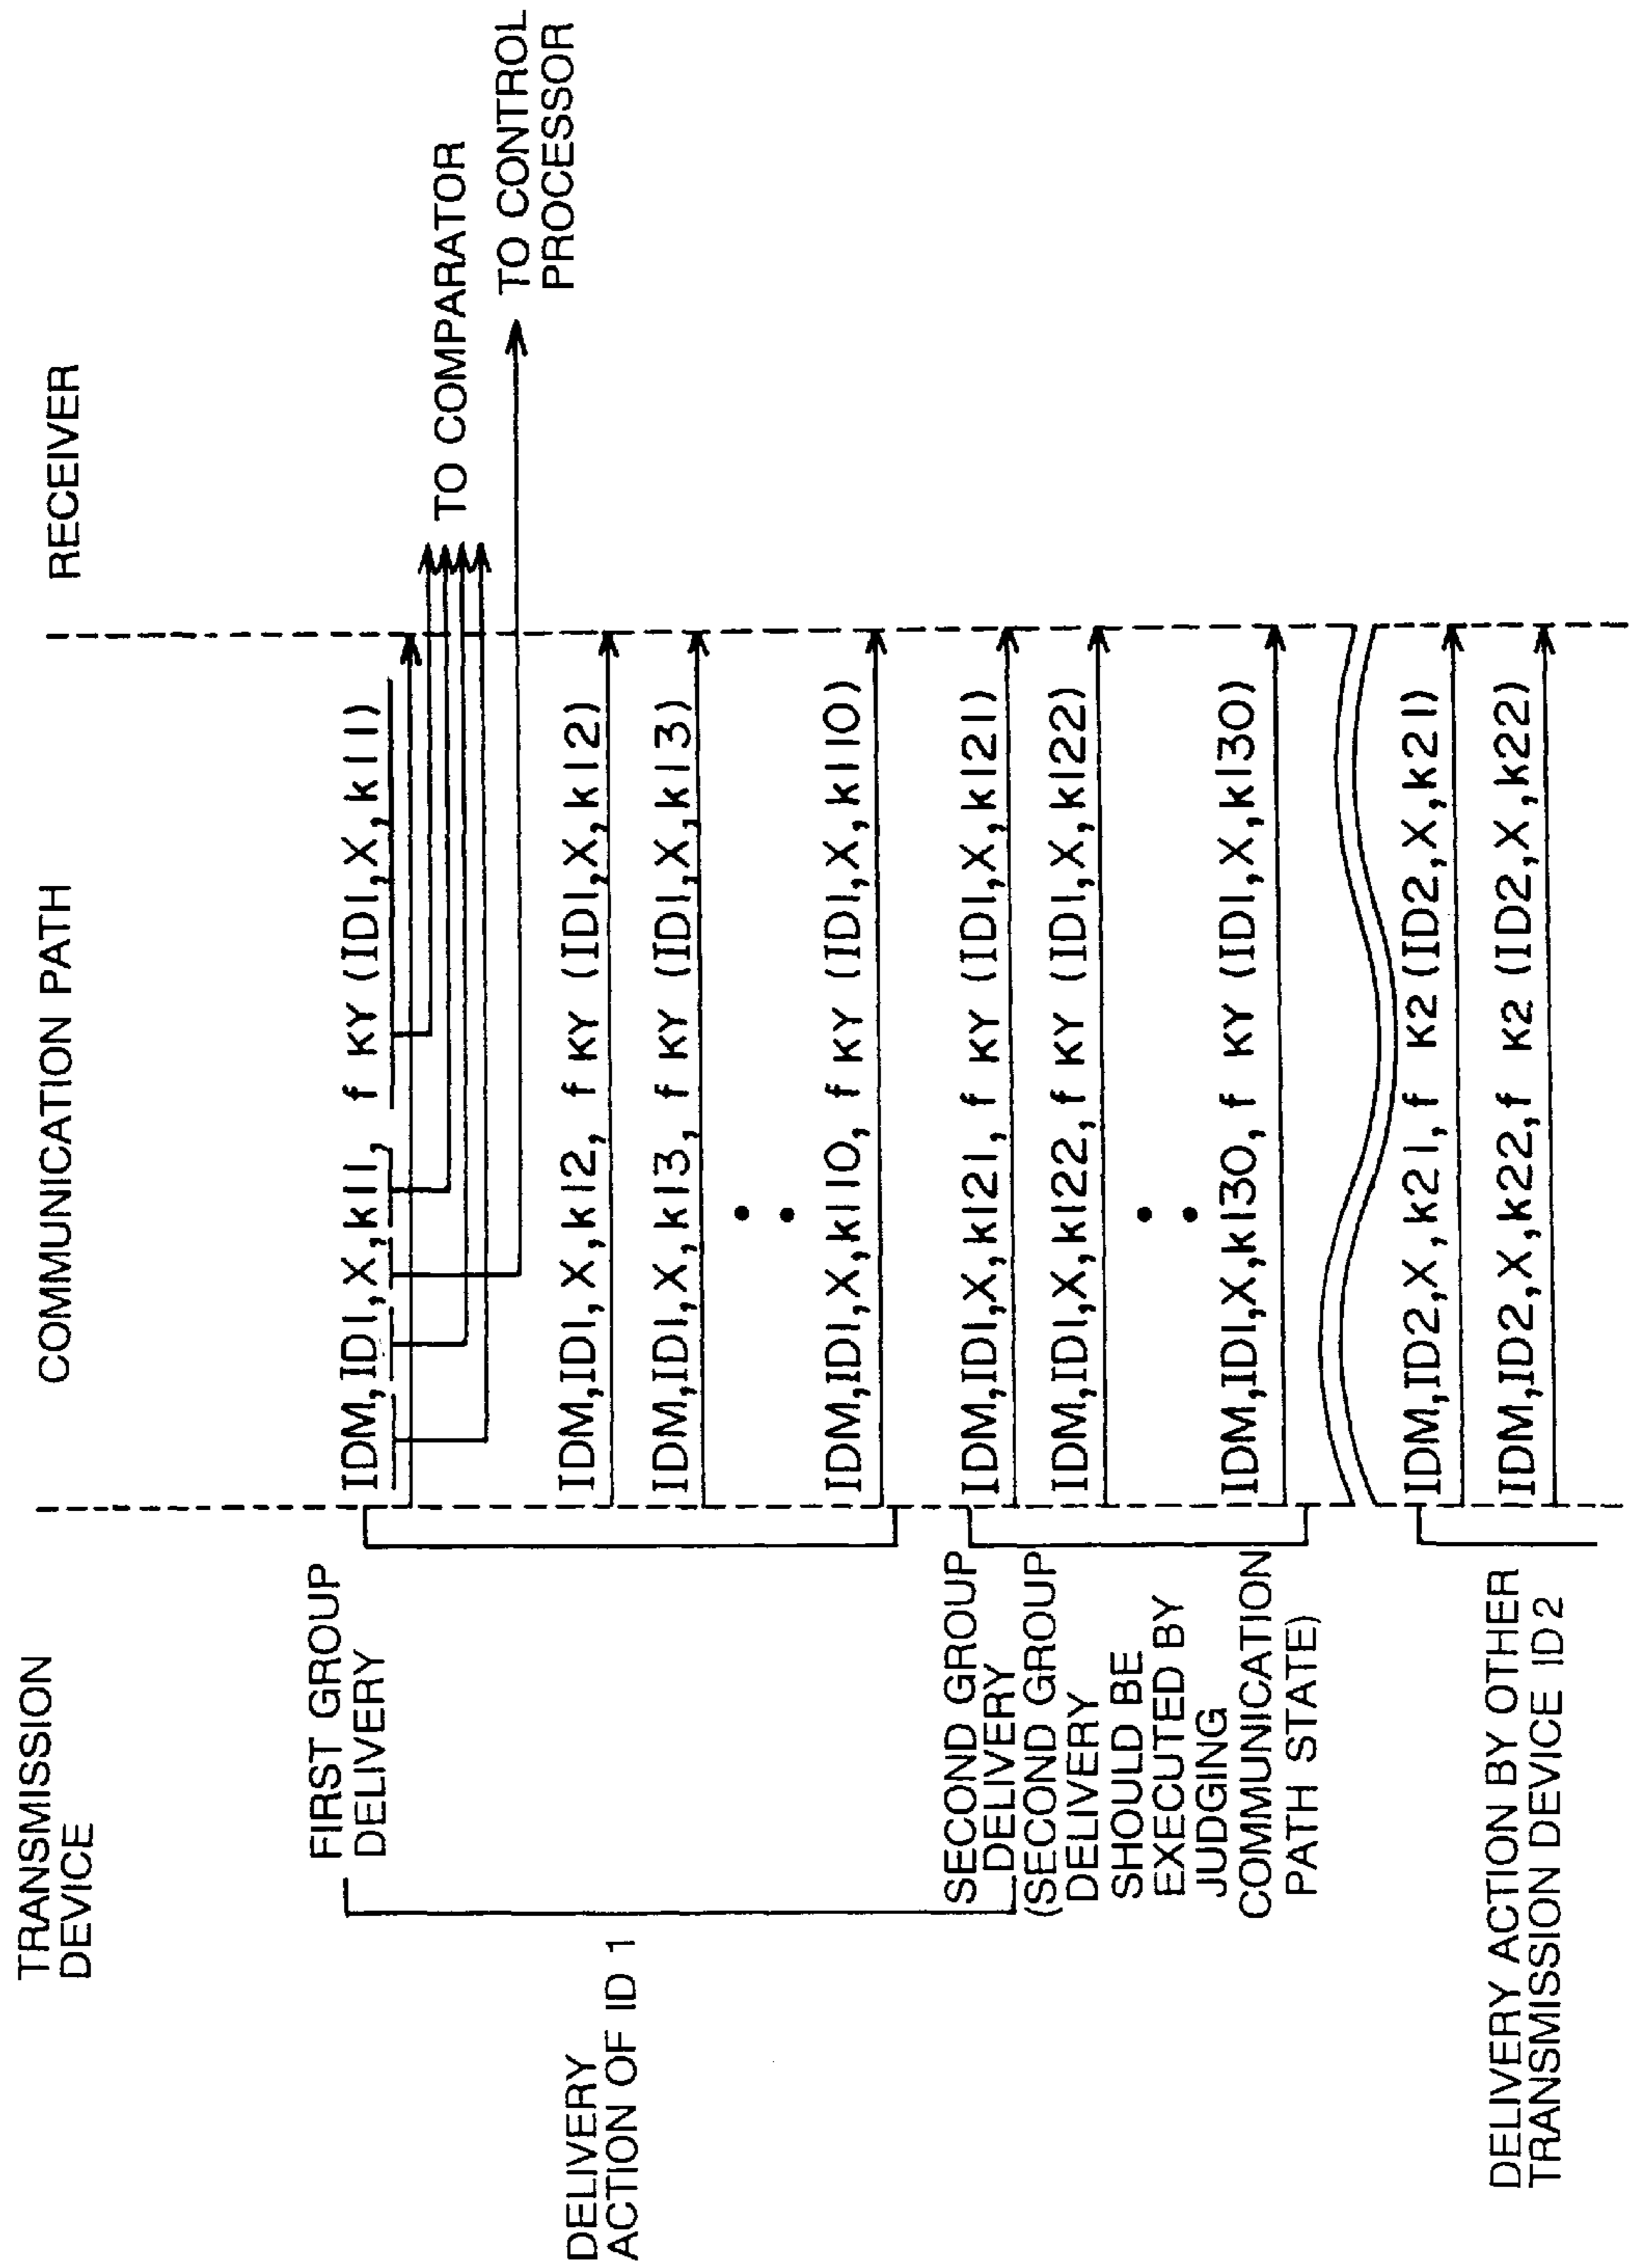 TRANSMISSION
DEVICE
COMMUNICATION PATH
RECEIVER
DELIVERY
ACTION OF ID 1
FIRST GROUP
DELIVERY
IDM,ID1,X,k11, f KY (ID1,X,k11)
TO COMPARATOR
TO CONTROL
PROCESSOR
IDM,ID1,X,k12, f KY (ID1,X,k12)
IDM,ID1,X,k13, f KY (ID1,X,k13)
IDM,ID1,X,k110, f KY (ID1,X,k110)
SECOND GROUP
DELIVERY
(SECOND GROUP
DELIVERY
SHOULD BE
EXECUTED BY
JUDGING
COMMUNICATION
PATH STATE)
IDM,ID1,X,k121, f KY (ID1,X,k121)
IDM,ID1,X,k122, f KY (ID1,X,k122)
IDM,ID1,X,k130, f KY (ID1,X,k130)
DELIVERY ACTION BY OTHER
TRANSMISSION DEVICE ID2
IDM,ID2,X,k21,f K2 (ID2,X,k21)
IDM,ID2,X,k22,f K2 (ID2,X,k22)